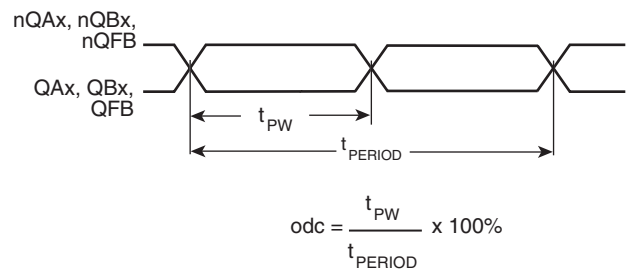 nQAx, nQBx,
nQFB
QAx, QBx,
QFB
tPW
tPERIOD
odc = tPW / tPERIOD x 100%